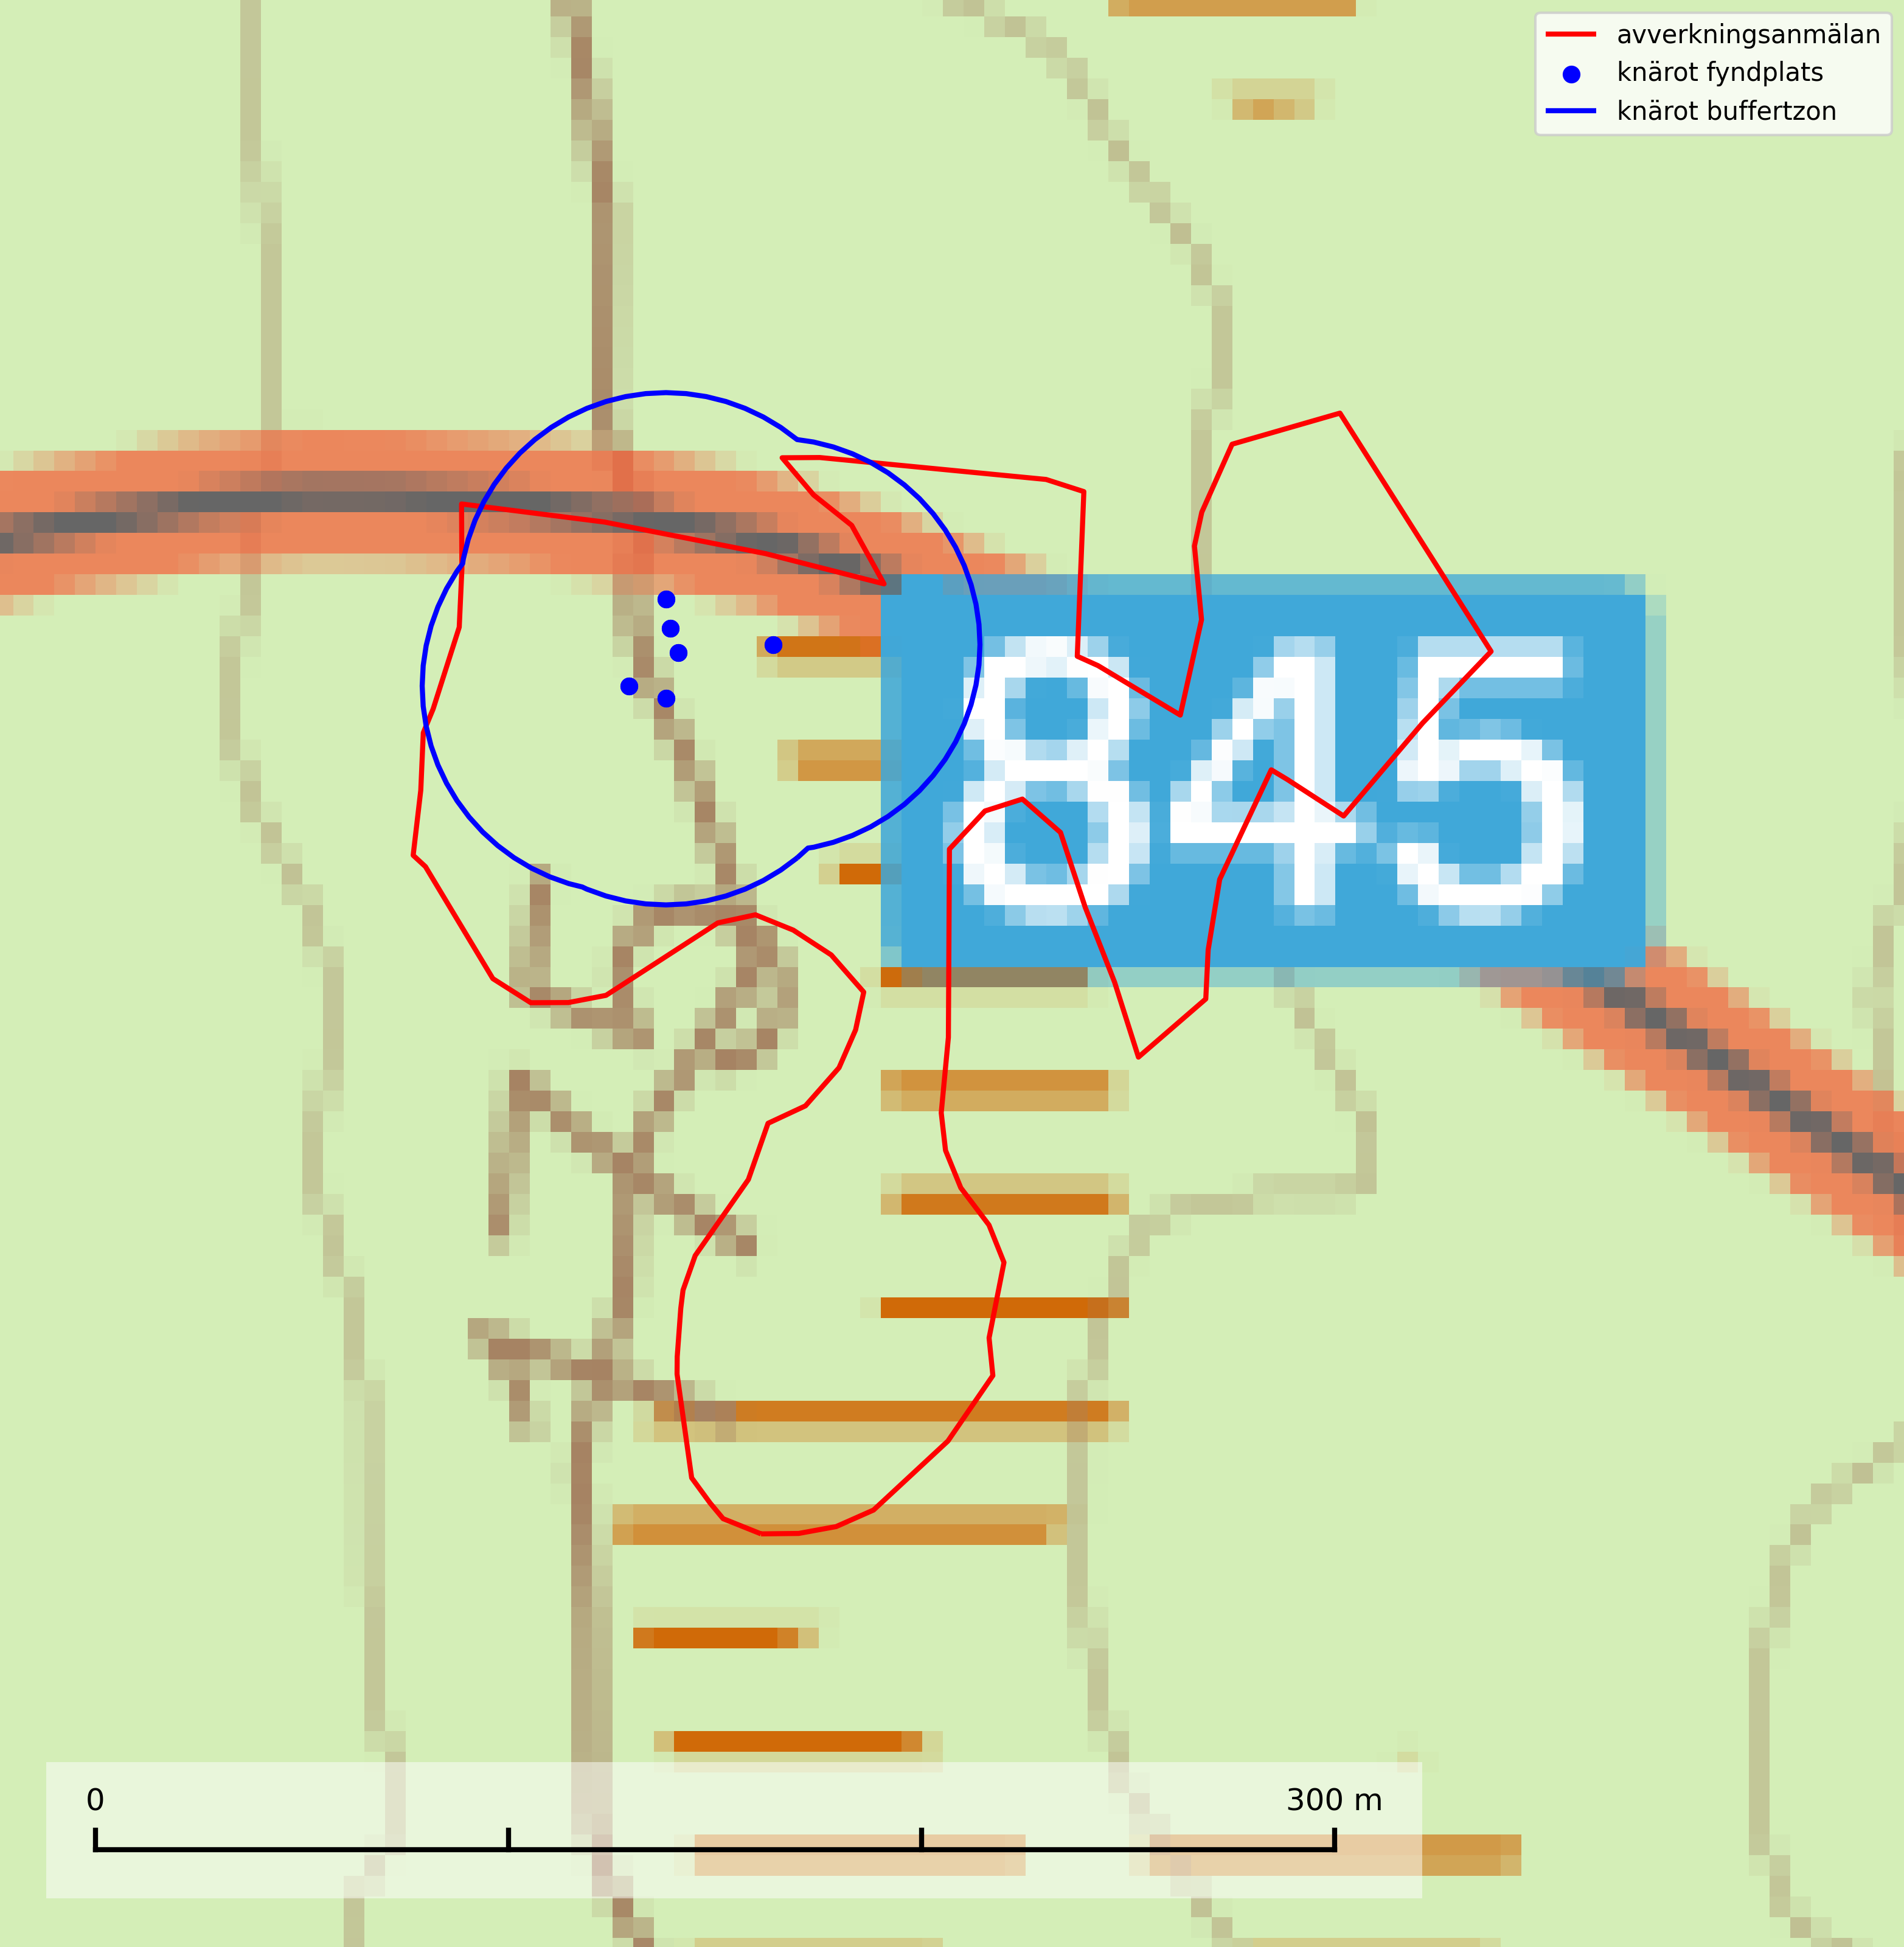 avverkningsanmälan
knärot fyndplats
knärot buffertzon
845
0 300 m